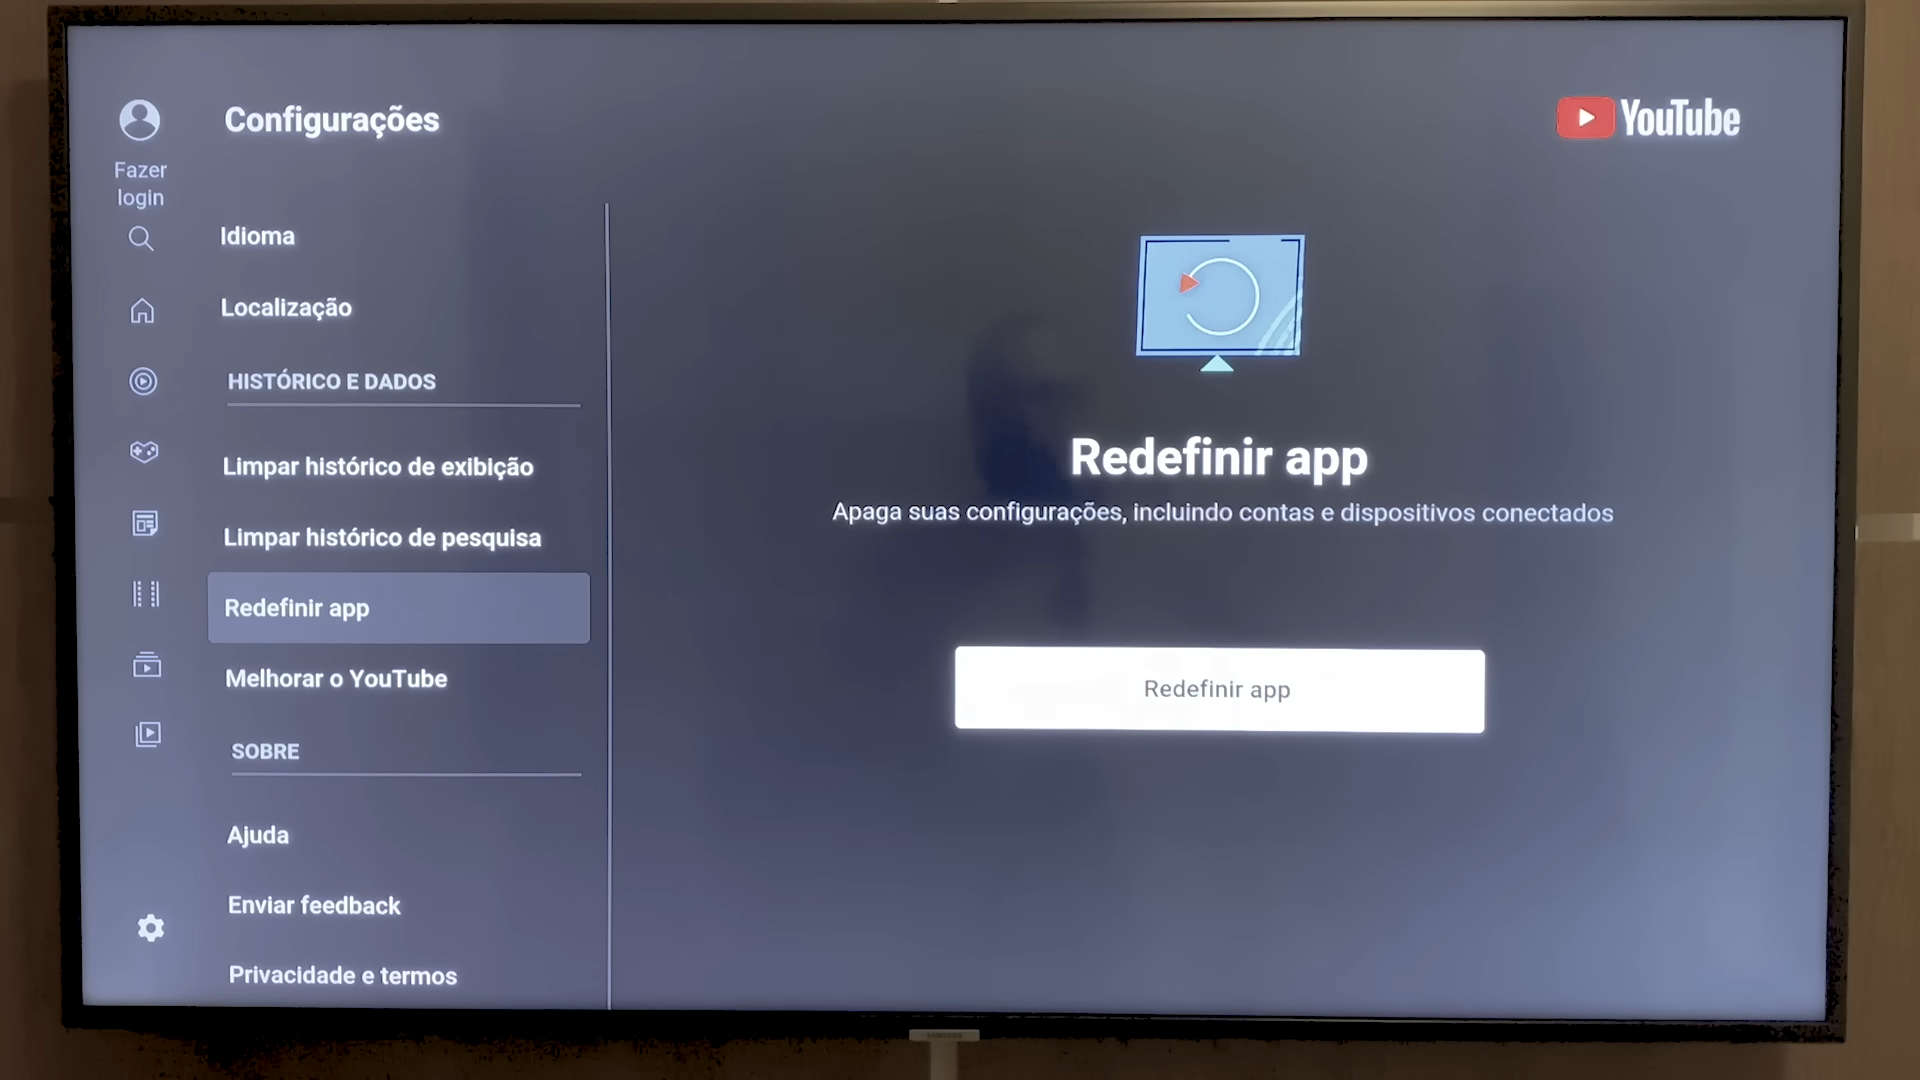 Configurações
YouTube
Fazer
login
Idioma
Localização
HISTÓRICO E DADOS
Limpar histórico de exibição
Limpar histórico de pesquisa
Redefinir app
Melhorar o YouTube
SOBRE
Ajuda
Enviar feedback
Privacidade e termos
Redefinir app
Apaga suas configurações, incluindo contas e dispositivos conectados
Redefinir app